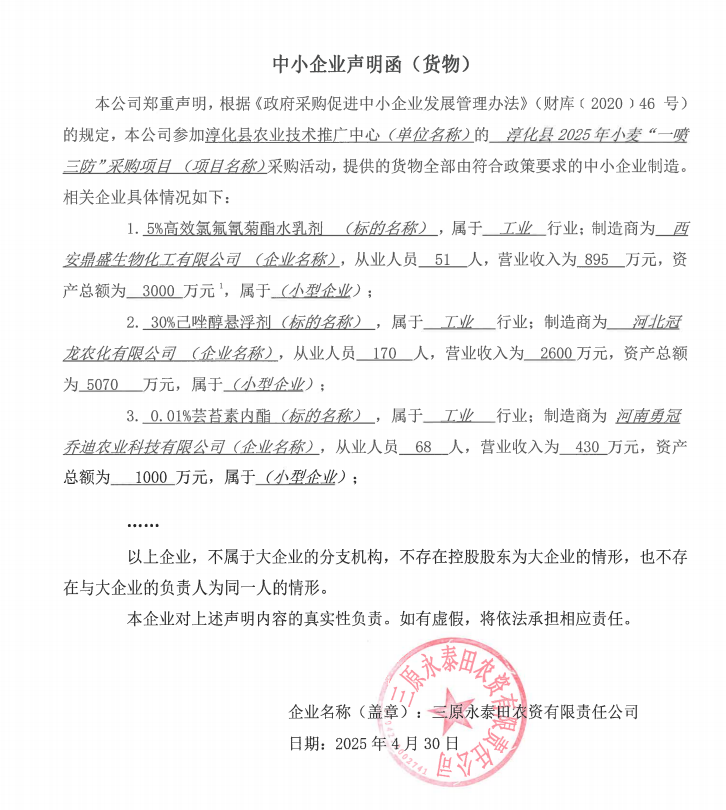 中小企业声明函（货物）
本公司郑重声明，根据《政府采购促进中小企业发展管理办法》（财库﹝2020﹞46 号）
的规定，本公司参加淳化县农业技术推广中心（单位名称）的 淳化县 2025 年小麦“一喷
三防”采购项目 （项目名称）采购活动，提供的货物全部由符合政策要求的中小企业制造。
相关企业具体情况如下：
1. 5%高效氯氟氰菊酯水乳剂 （标的名称） ，属于 工业 行业；制造商为 西
安鼎盛生物化工有限公司 （企业名称），从业人员 51 人，营业收入为 895 万元，资
产总额为 3000 万元¹，属于（小型企业）；
2. 30%己唑醇悬浮剂（标的名称） ，属于 工业 行业；制造商为 河北冠
龙农化有限公司 （企业名称），从业人员 170 人，营业收入为 2600 万元，资产总额
为 5070 万元，属于（小型企业）；
3. 0.01%芸苔素内酯（标的名称） ，属于 工业 行业；制造商为 河南勇冠
乔迪农业科技有限公司（企业名称），从业人员 68 人，营业收入为 430 万元，资产
总额为 1000 万元，属于（小型企业）；
……
以上企业，不属于大企业的分支机构，不存在控股股东为大企业的情形，也不存
在与大企业的负责人为同一人的情形。
本企业对上述声明内容的真实性负责。如有虚假，将依法承担相应责任。
三原永泰田农资有限责任公司
企业名称（盖章）：三原永泰田农资有限责任公司
日期：2025 年 4 月 30 日